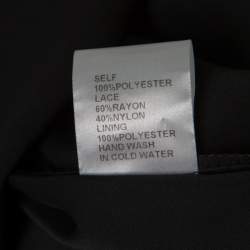 SELF
100%POLYESTER
LACE
60%RAYON
40%NYLON
LINING
100%POLYESTER
HAND WASH
IN COLD WATER